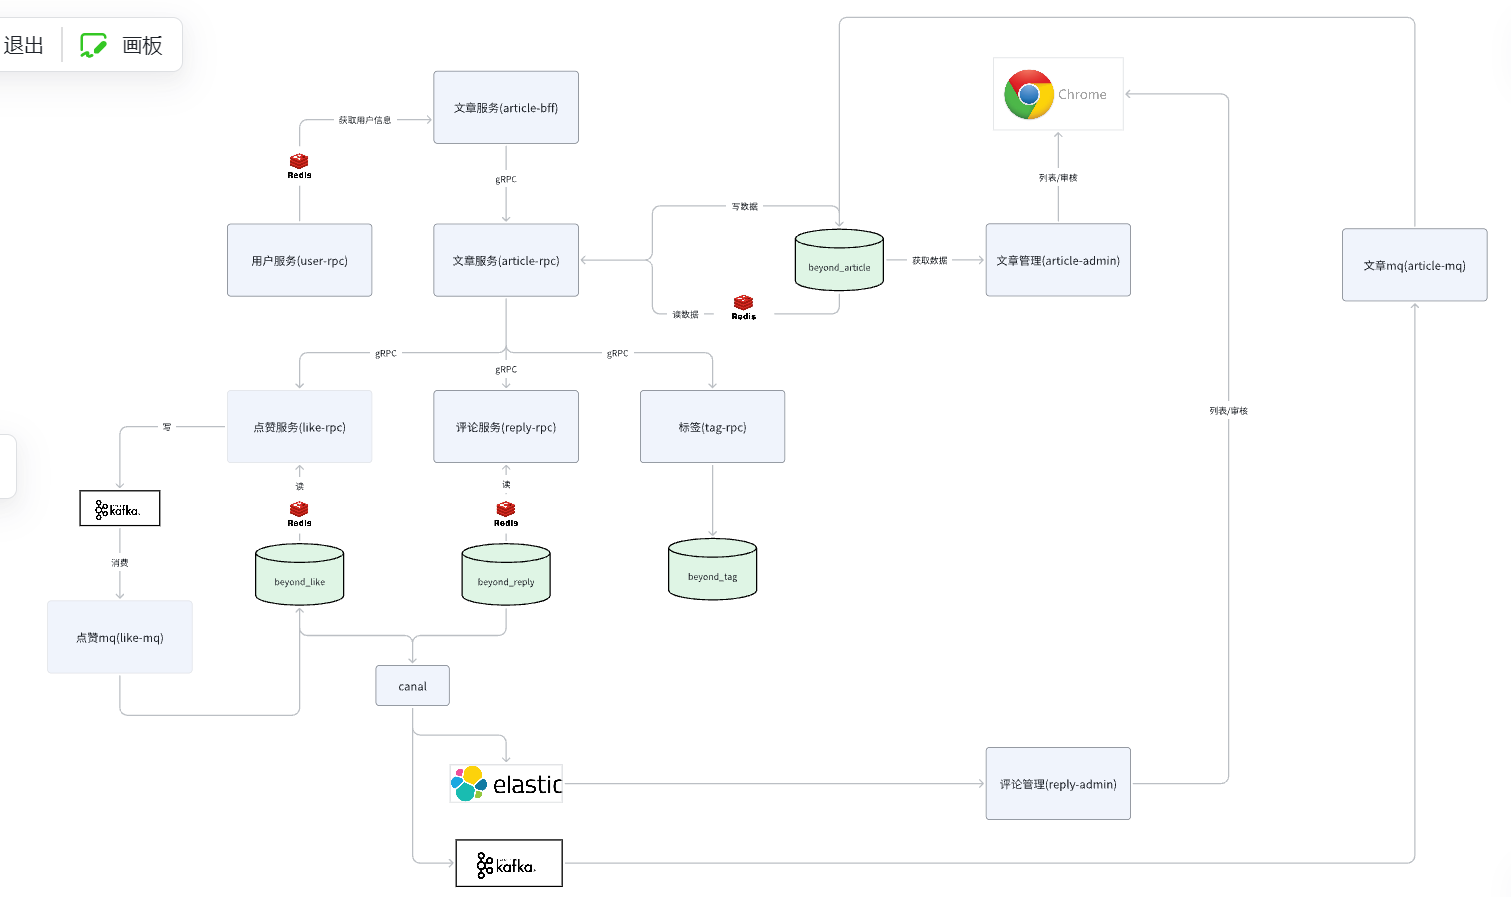 退出
画板
文章服务(article-bff)
Chrome
获取用户信息
Redis
gRPC
列表/审核
写数据
用户服务(user-rpc)
文章服务(article-rpc)
beyond_article
获取数据
文章管理(article-admin)
文章mq(article-mq)
读数据
Redis
gRPC
gRPC
gRPC
列表/审核
写
点赞服务(like-rpc)
评论服务(reply-rpc)
标签(tag-rpc)
读
读
kafka.
Redis
Redis
消费
beyond_like
beyond_reply
beyond_tag
点赞mq(like-mq)
canal
elastic
评论管理(reply-admin)
kafka.